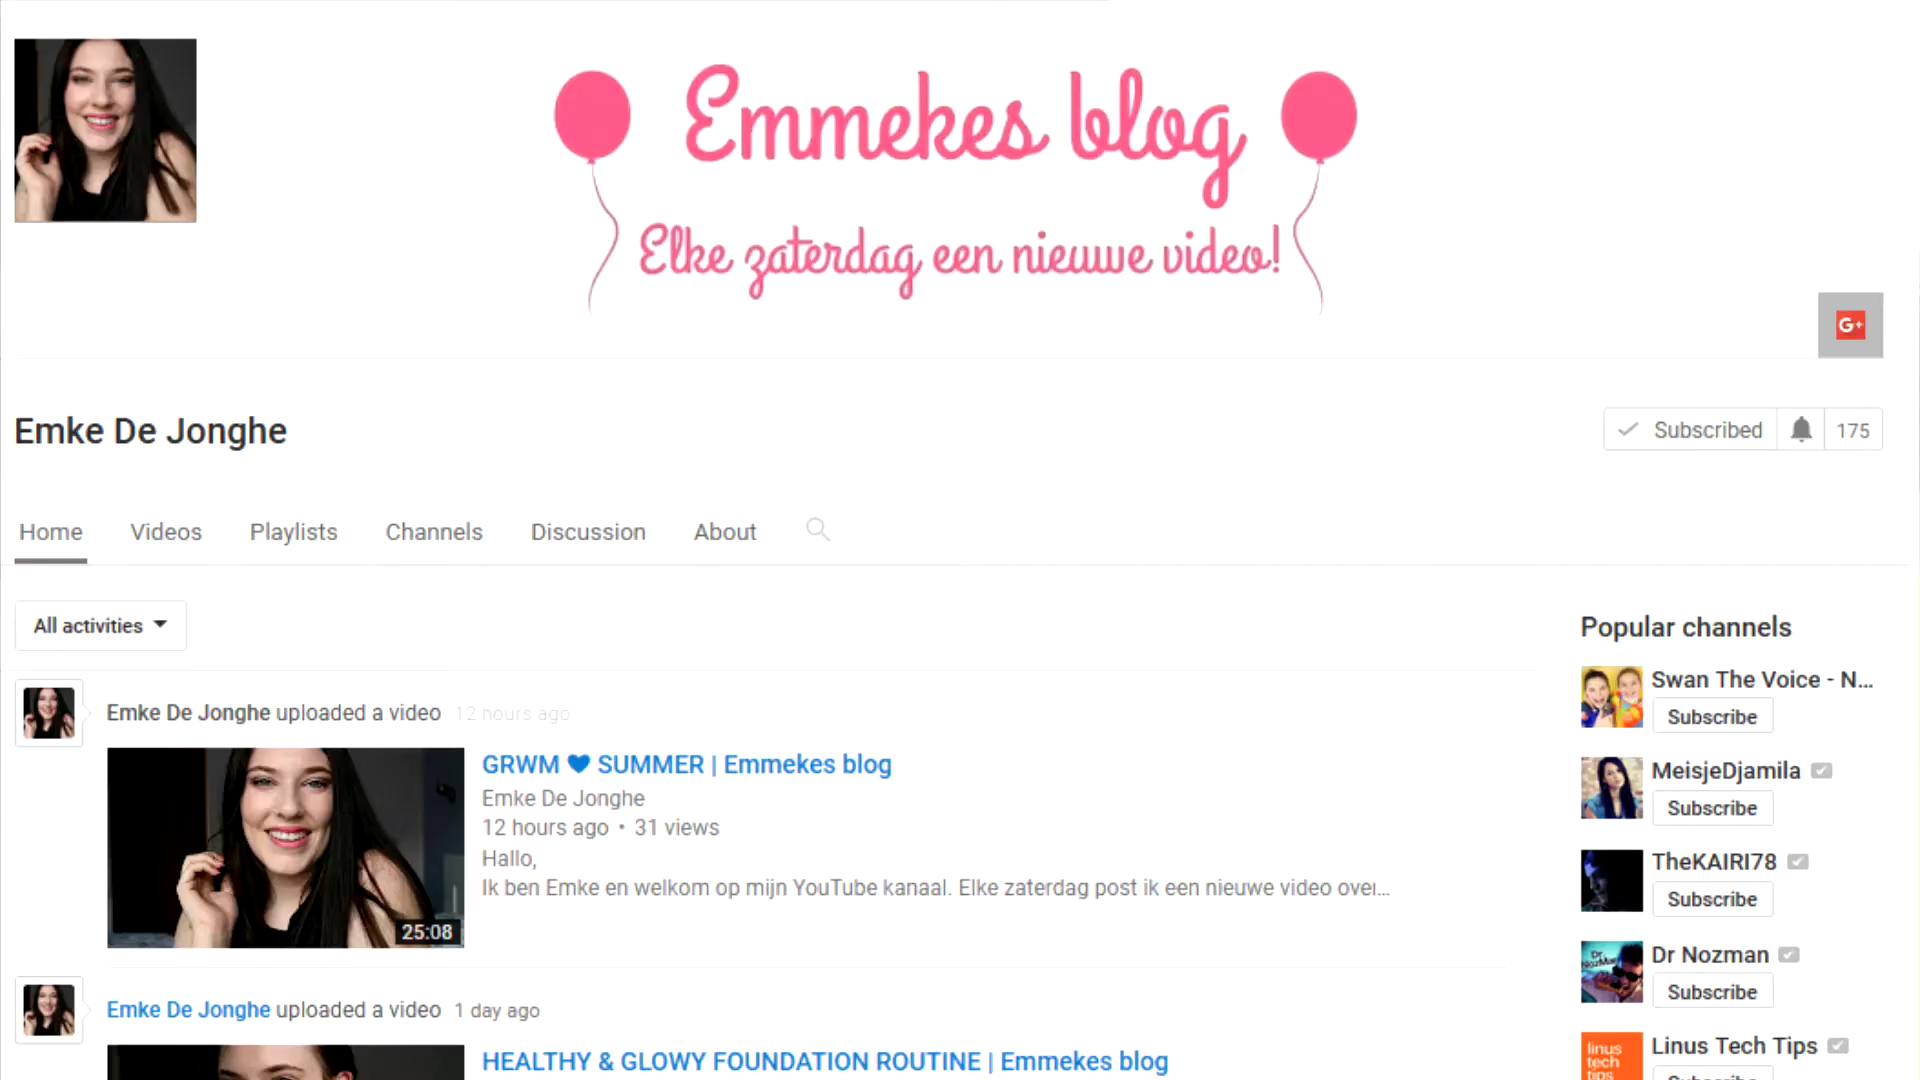 Emmekes blog
Elke zaterdag een nieuwe video!
G+
Emke De Jonghe
Subscribed 175
Home Videos Playlists Channels Discussion About
All activities
Popular channels
Swan The Voice - N...
Subscribe
MeisjeDjamila
Subscribe
TheKAIRI78
Subscribe
Dr Nozman
Subscribe
Linus Tech Tips
linus
tech
tips
Emke De Jonghe uploaded a video 12 hours ago
25:08
GRWM ♥ SUMMER | Emmekes blog
Emke De Jonghe
12 hours ago • 31 views
Hallo,
Ik ben Emke en welkom op mijn YouTube kanaal. Elke zaterdag post ik een nieuwe video over...
Emke De Jonghe uploaded a video 1 day ago
HEALTHY & GLOWY FOUNDATION ROUTINE | Emmekes blog